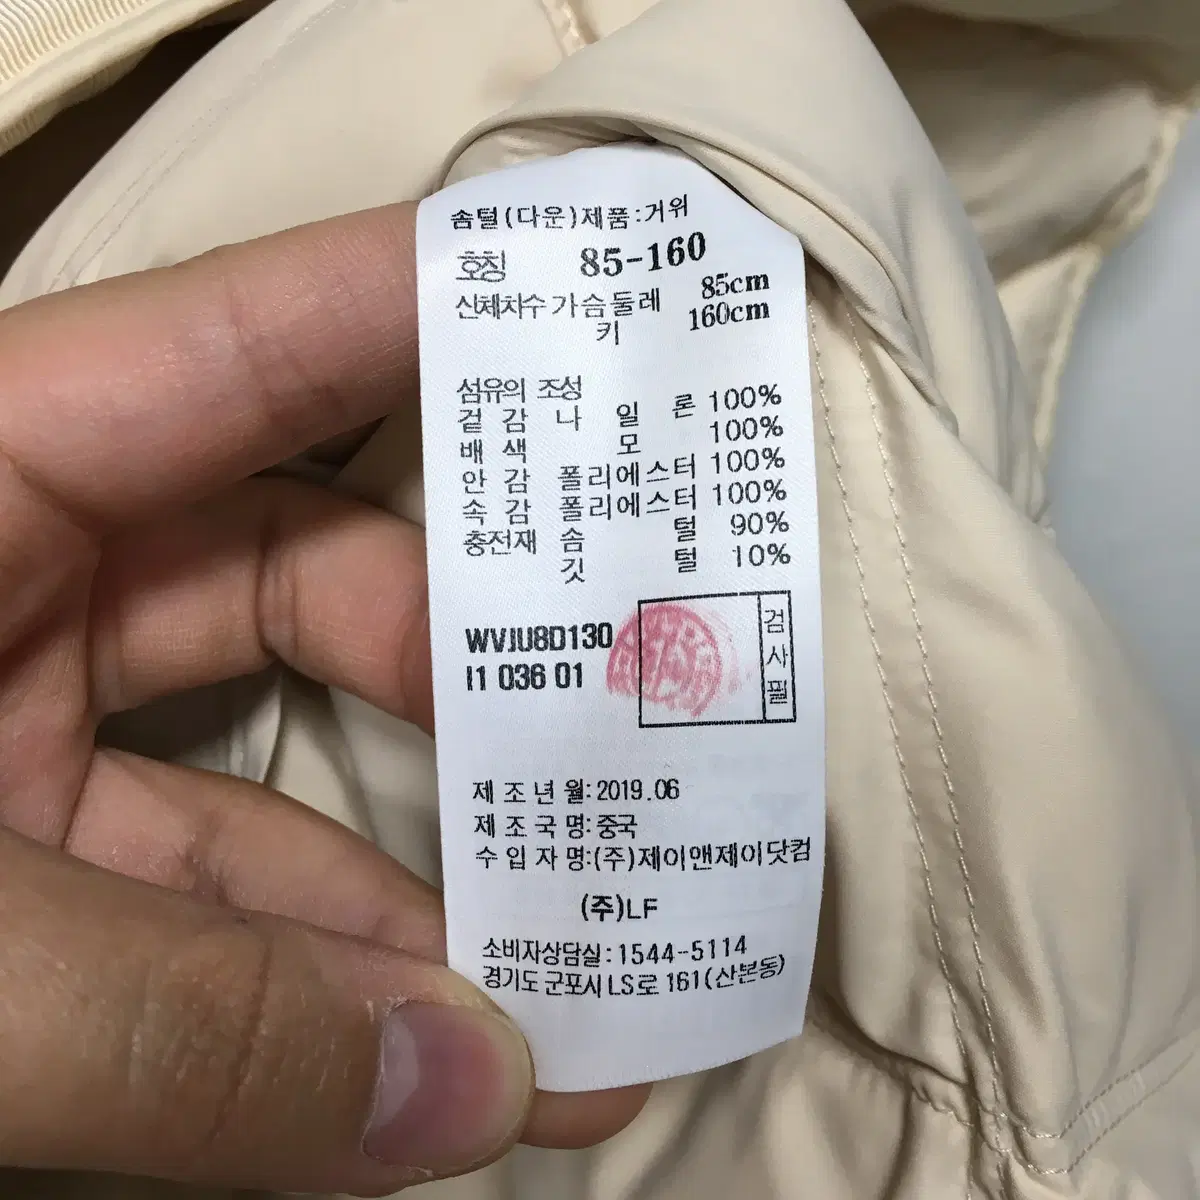 솜털(다운)제품:거위
호칭 85-160
신체치수 가슴둘레 85cm
키 160cm
섬유의 조성
겉감 나일론 100%
배색 모 100%
안감 폴리에스터 100%
속감 폴리에스터 100%
충전재 솜털 90%
깃털 10%
WVJU8D130
I1 036 01
검사필
제조년월:2019.06
제조국명:중국
수입자명:(주)제이앤제이닷컴
(주)LF
소비자상담실:1544-5114
경기도 군포시 LS로 161(산본동)